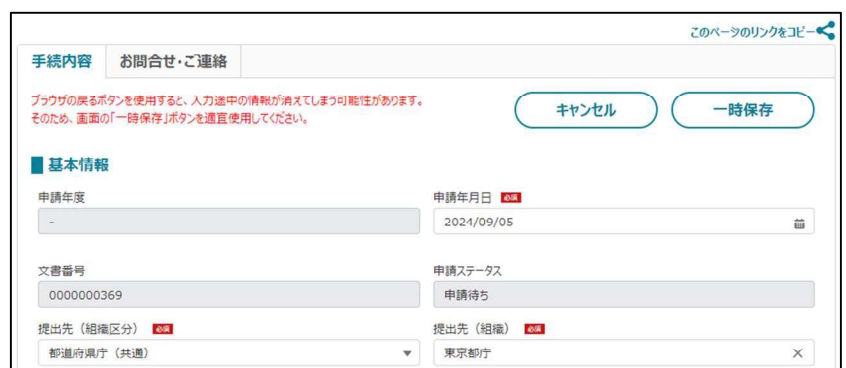 このページのリンクをコピー
手続内容 お問合せ・ご連絡
ブラウザの戻るボタンを使用すると、入力途中の情報が消えてしまう可能性があります。
そのため、画面の「一時保存」ボタンを適宜使用してください。
キャンセル 一時保存
基本情報
申請年度 申請年月日 必須
- 2024/09/05
文書番号 申請ステータス
0000000369 申請待ち
提出先（組織区分） 必須 提出先（組織） 必須
都道府県庁（共通） 東京都庁